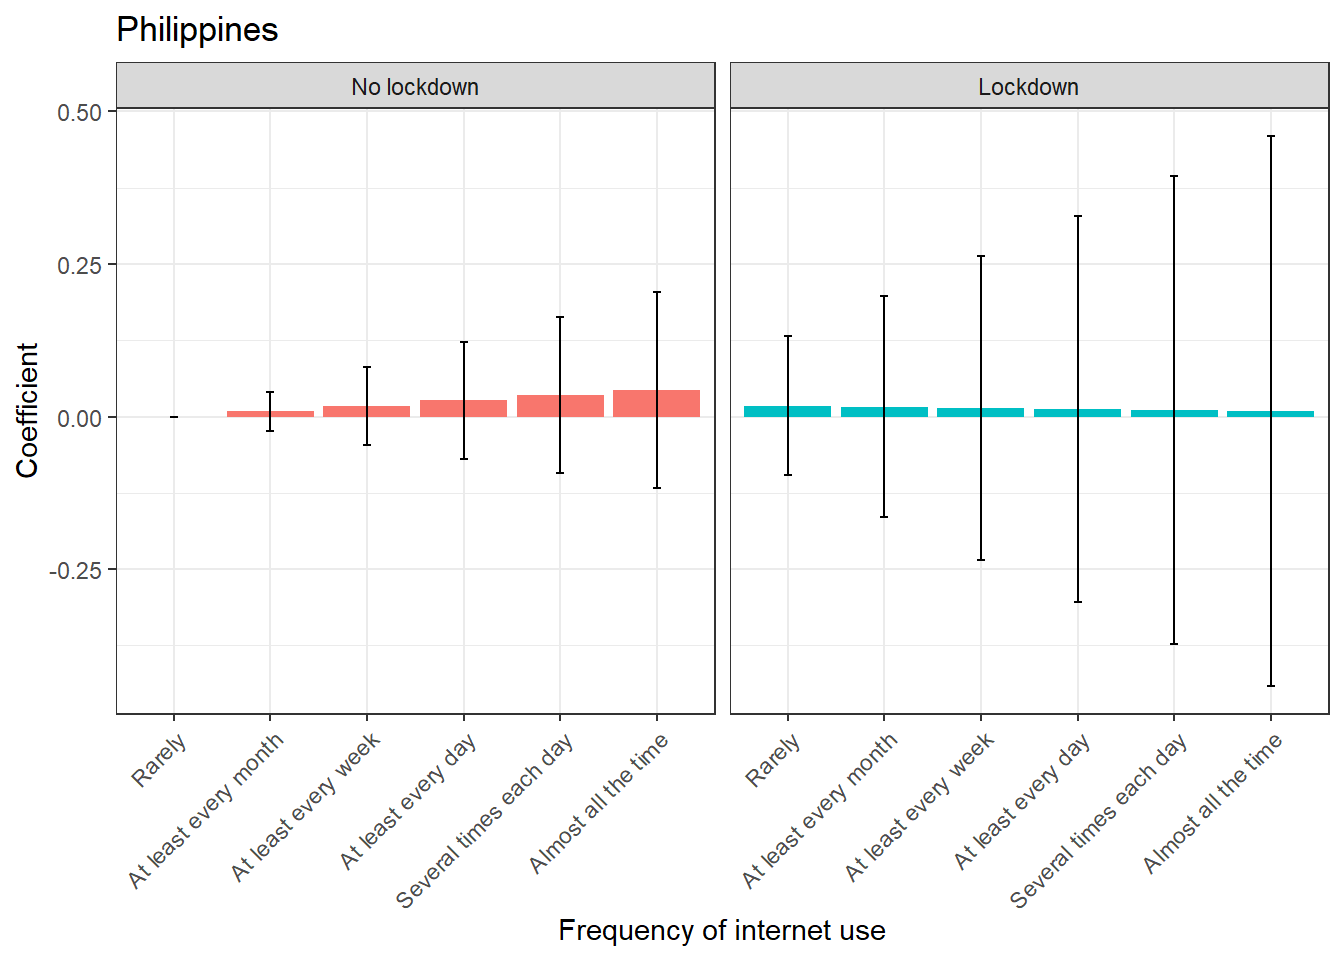 Philippines
No lockdown
Lockdown
Coefficient
0.50
0.25
0.00
-0.25
Rarely
At least every month
At least every week
At least every day
Several times each day
Almost all the time
Rarely
At least every month
At least every week
At least every day
Several times each day
Almost all the time
Frequency of internet use